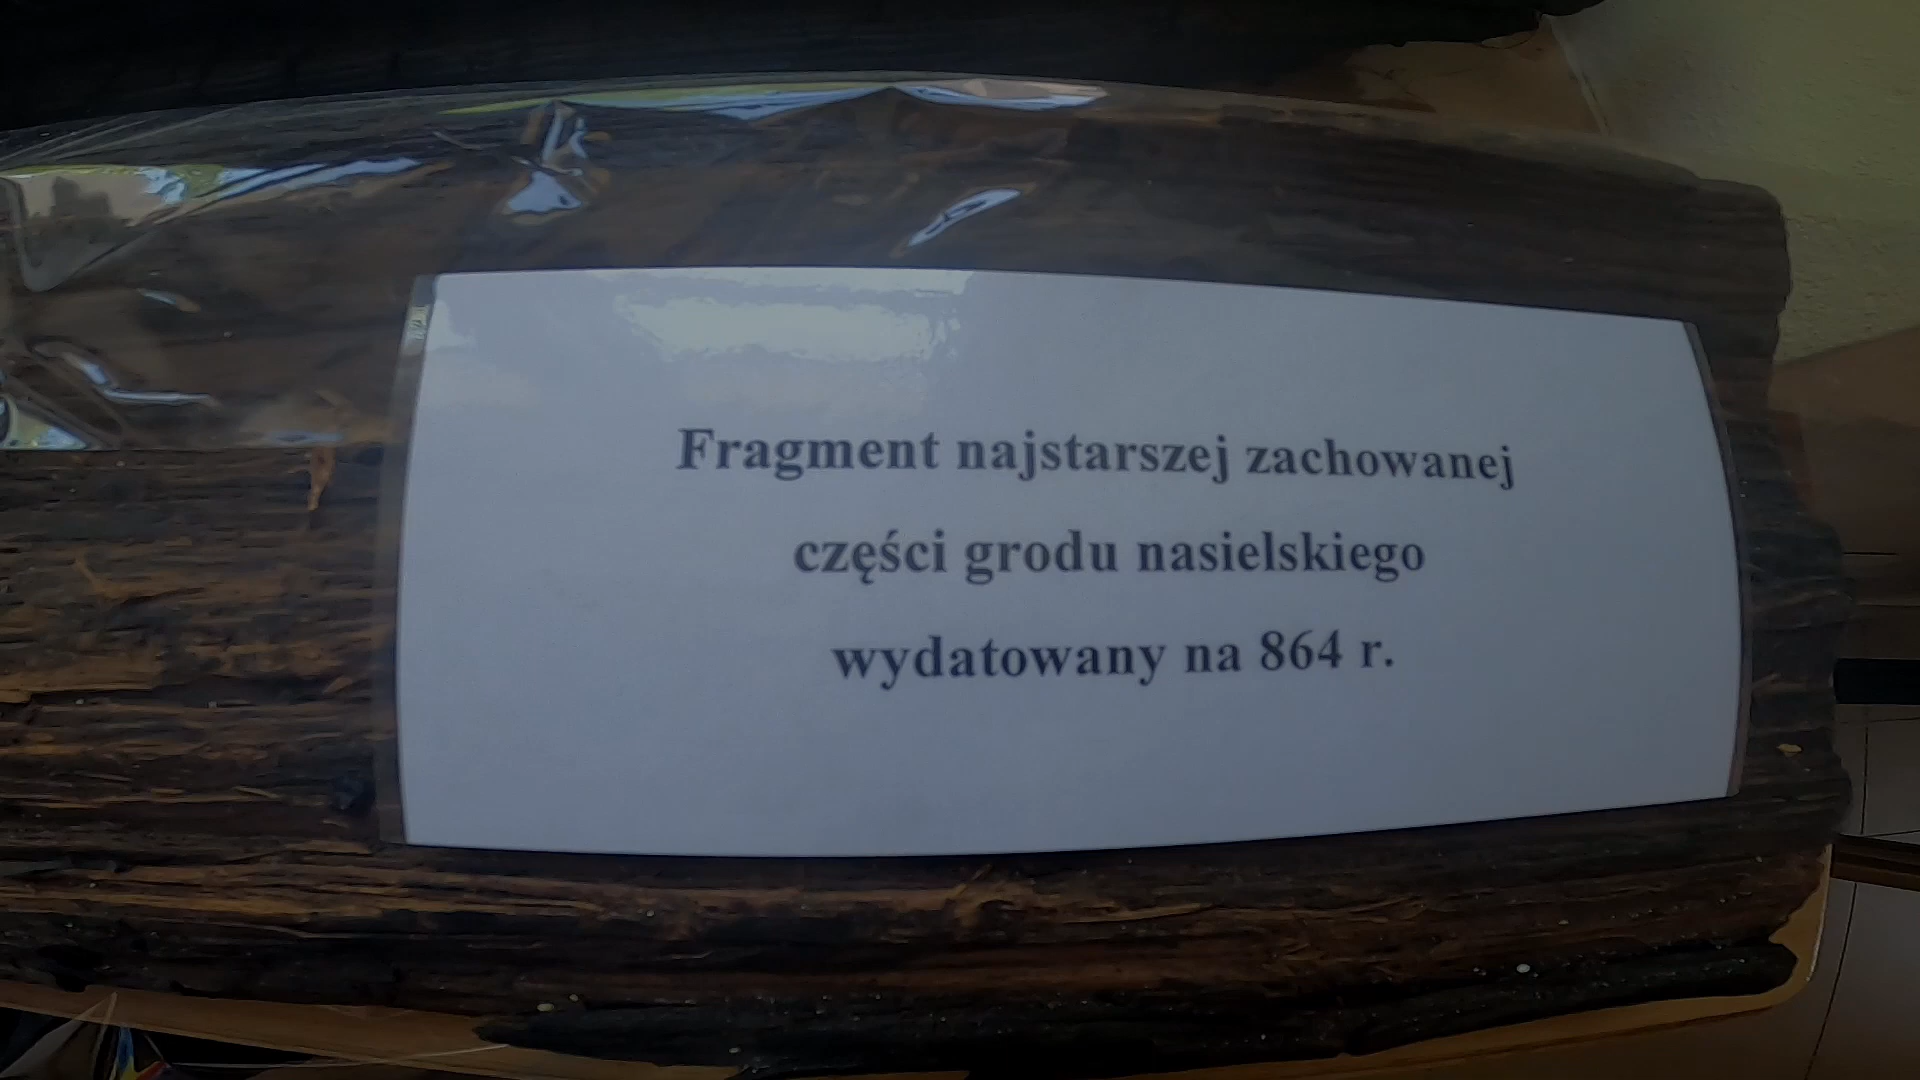 Fragment najstarszej zachowanej
części grodu nasielskiego
wydatowany na 864 r.